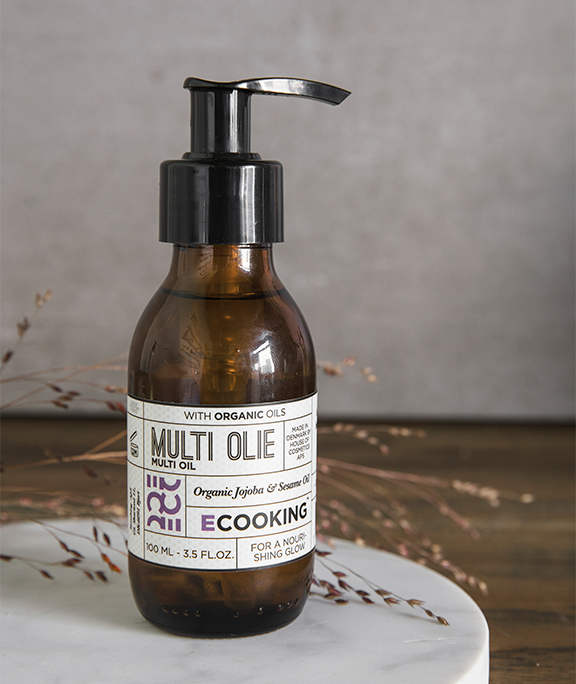 WITH ORGANIC OILS
MULTI OLIE
MULTI OIL
MADE IN
DENMARK BY
HOUSE OF
COSMETICS
APS
Organic Jojoba & Sesame Oil
ECOOKING
100 ML - 3.5 FL.OZ.
FOR A NOURI-
SHING GLOW